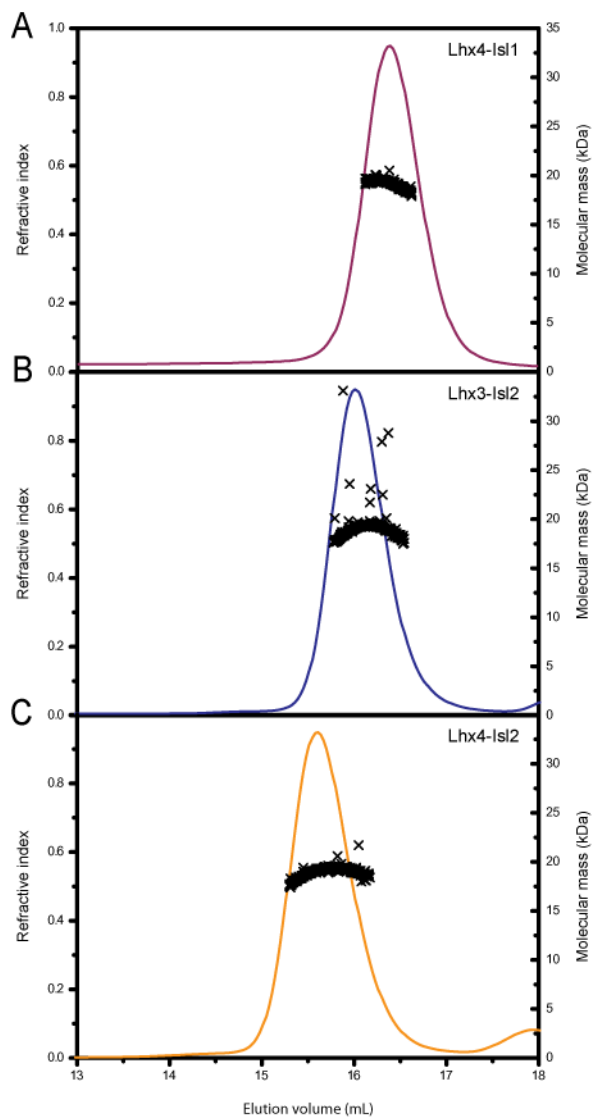 A
Lhx4-Isl1
1.0
0.8
0.6
0.4
0.2
0.0
Refractive index
35
30
25
20
15
10
5
0
Molecular mass (kDa)
B
Lhx3-Isl2
0.8
0.6
0.4
0.2
0.0
Refractive index
30
25
20
15
10
5
0
Molecular mass (kDa)
C
Lhx4-Isl2
0.8
0.6
0.4
0.2
0.0
Refractive index
30
25
20
15
10
5
0
Molecular mass (kDa)
13 14 15 16 17 18
Elution volume (mL)